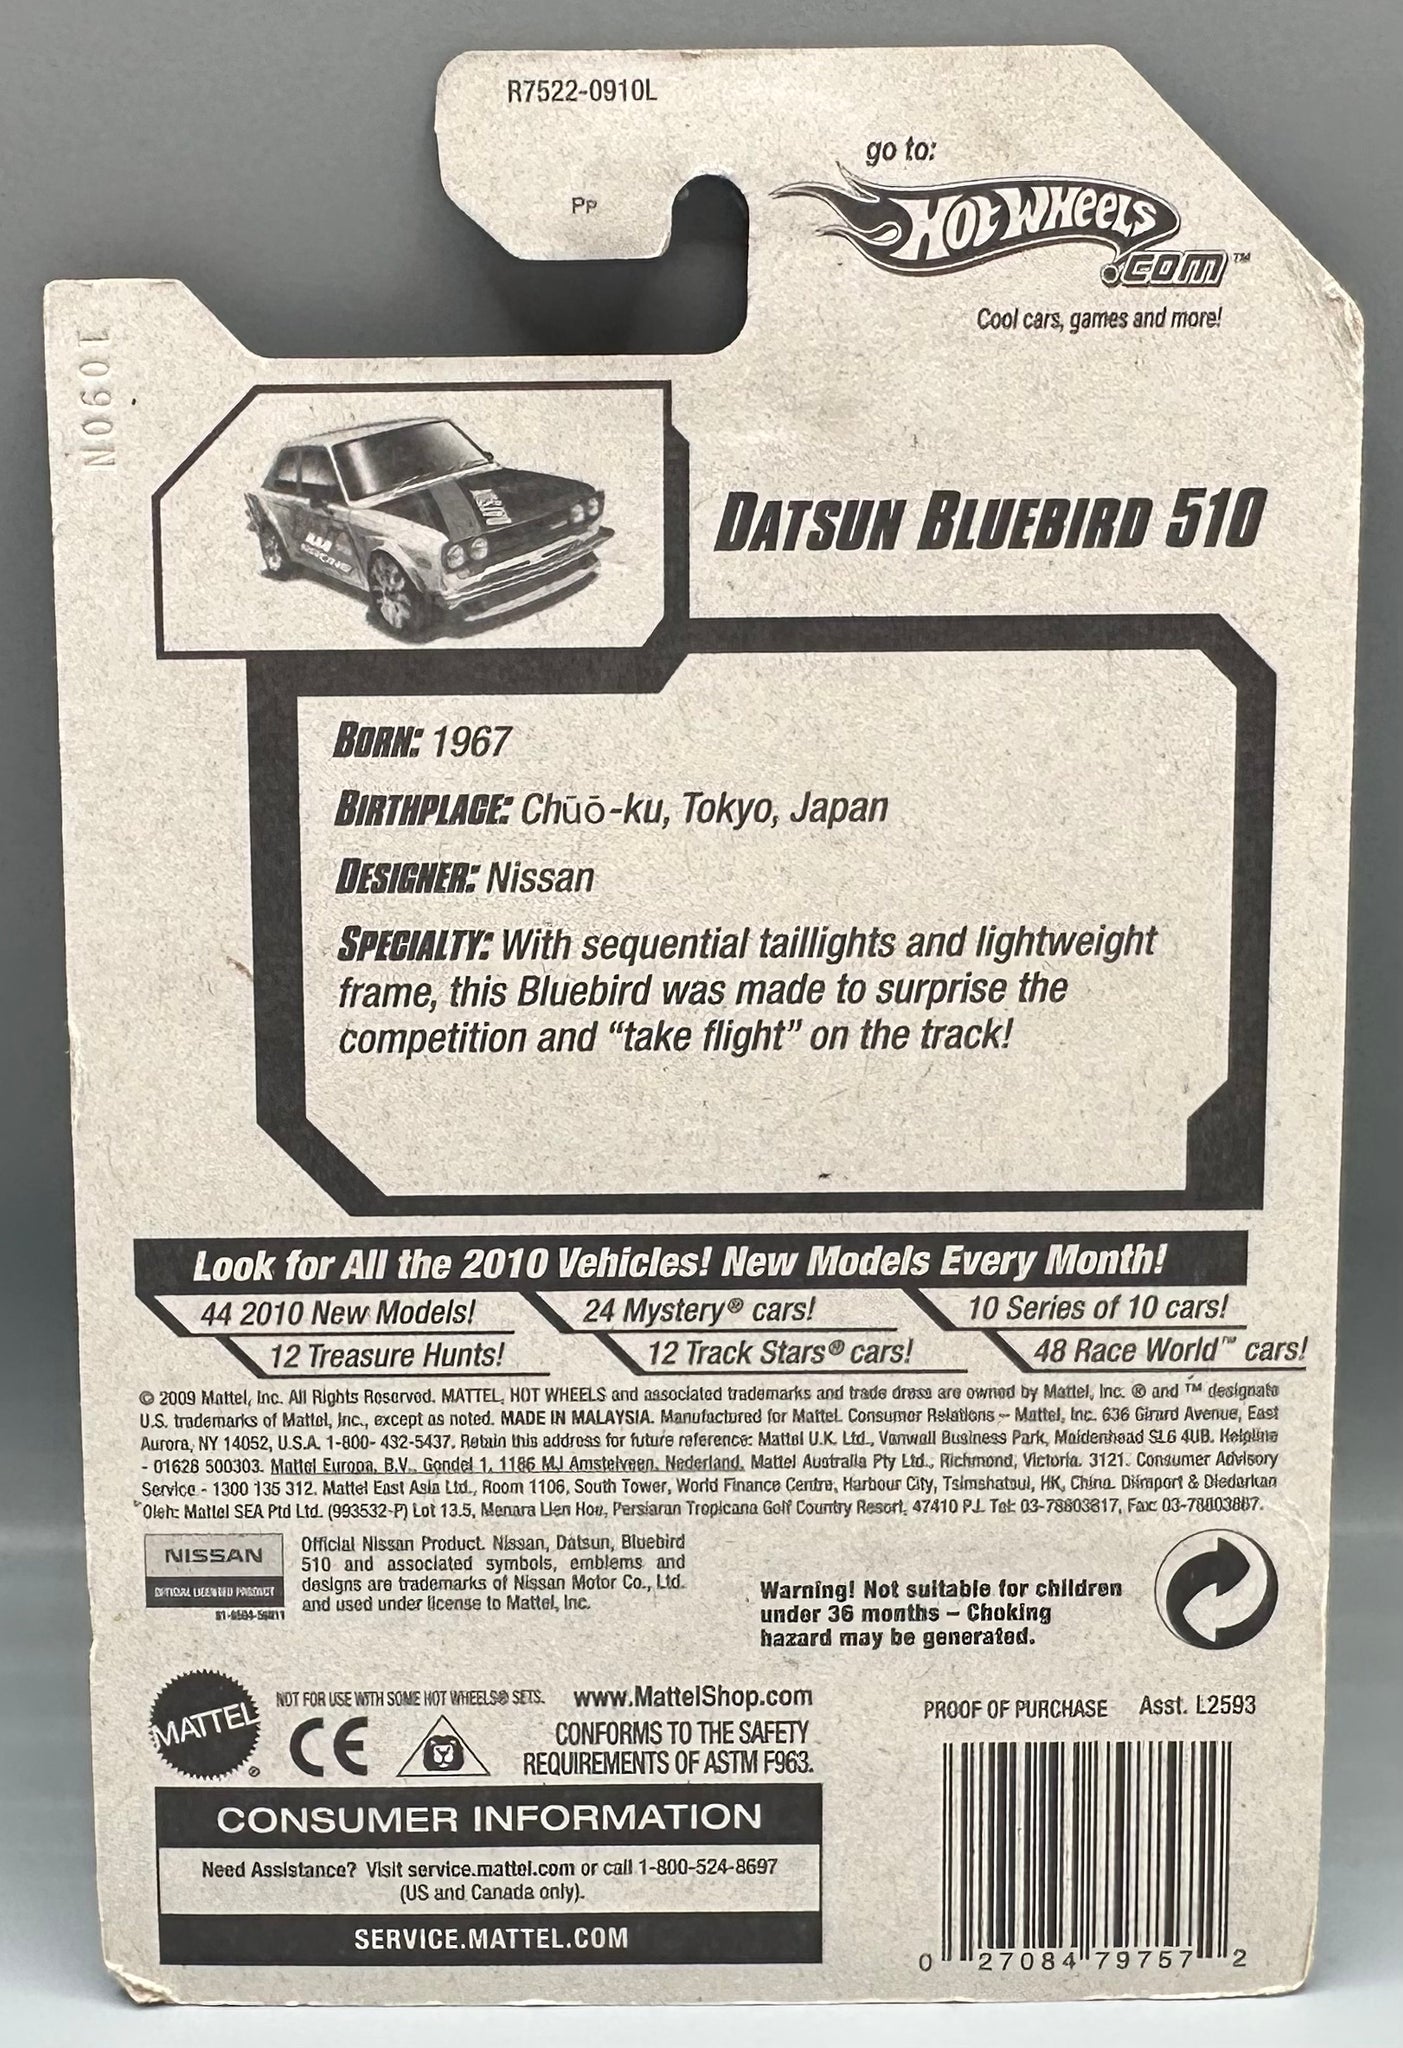 R7522-0910L
go to:
PP
HOT WHEELS
.COM™
Cool cars, games and more!
1090N
DATSUN BLUEBIRD 510
BORN: 1967
BIRTHPLACE: Chūō-ku, Tokyo, Japan
DESIGNER: Nissan
SPECIALTY: With sequential taillights and lightweight
frame, this Bluebird was made to surprise the
competition and “take flight” on the track!
Look for All the 2010 Vehicles! New Models Every Month!
44 2010 New Models! 24 Mystery® cars! 10 Series of 10 cars!
12 Treasure Hunts! 12 Track Stars® cars! 48 Race World™ cars!
© 2009 Mattel, Inc. All Rights Reserved. MATTEL, HOT WHEELS and associated trademarks and trade dress are owned by Mattel, Inc. ® and ™ designate
U.S. trademarks of Mattel, Inc., except as noted. MADE IN MALAYSIA. Manufactured for Mattel. Consumer Relations – Mattel, Inc. 636 Girard Avenue, East
Aurora, NY 14052, U.S.A. 1-800- 432-5437. Retain this address for future reference: Mattel U.K. Ltd., Vanwall Business Park, Maidenhead SL6 4UB. Helpline
- 01628 500303. Mattel Europa, B.V., Gondel 1, 1186 MJ Amstelveen, Nederland. Mattel Australia Pty Ltd., Richmond, Victoria. 3121. Consumer Advisory
Service - 1300 135 312. Mattel East Asia Ltd., Room 1106, South Tower, World Finance Centre, Harbour City, Tsimshatsui, HK, China. Diimport & Diedarkan
Oleh: Mattel SEA Ptd Ltd. (993532-P) Lot 13.5, Menara Lien Hoe, Persiaran Tropicana Golf Country Resort, 47410 PJ. Tel: 03-78803817, Fax: 03-78803867.
NISSAN
OFFICIAL LICENSED PRODUCT
Official Nissan Product. Nissan, Datsun, Bluebird
510 and associated symbols, emblems and
designs are trademarks of Nissan Motor Co., Ltd.
and used under license to Mattel, Inc.
Warning! Not suitable for children
under 36 months – Choking
hazard may be generated.
MATTEL®
NOT FOR USE WITH SOME HOT WHEELS® SETS.
CE
www.MattelShop.com
CONFORMS TO THE SAFETY
REQUIREMENTS OF ASTM F963.
PROOF OF PURCHASE Asst. L2593
CONSUMER INFORMATION
Need Assistance? Visit service.mattel.com or call 1-800-524-8697
(US and Canada only).
SERVICE.MATTEL.COM
0 27084 79757 2